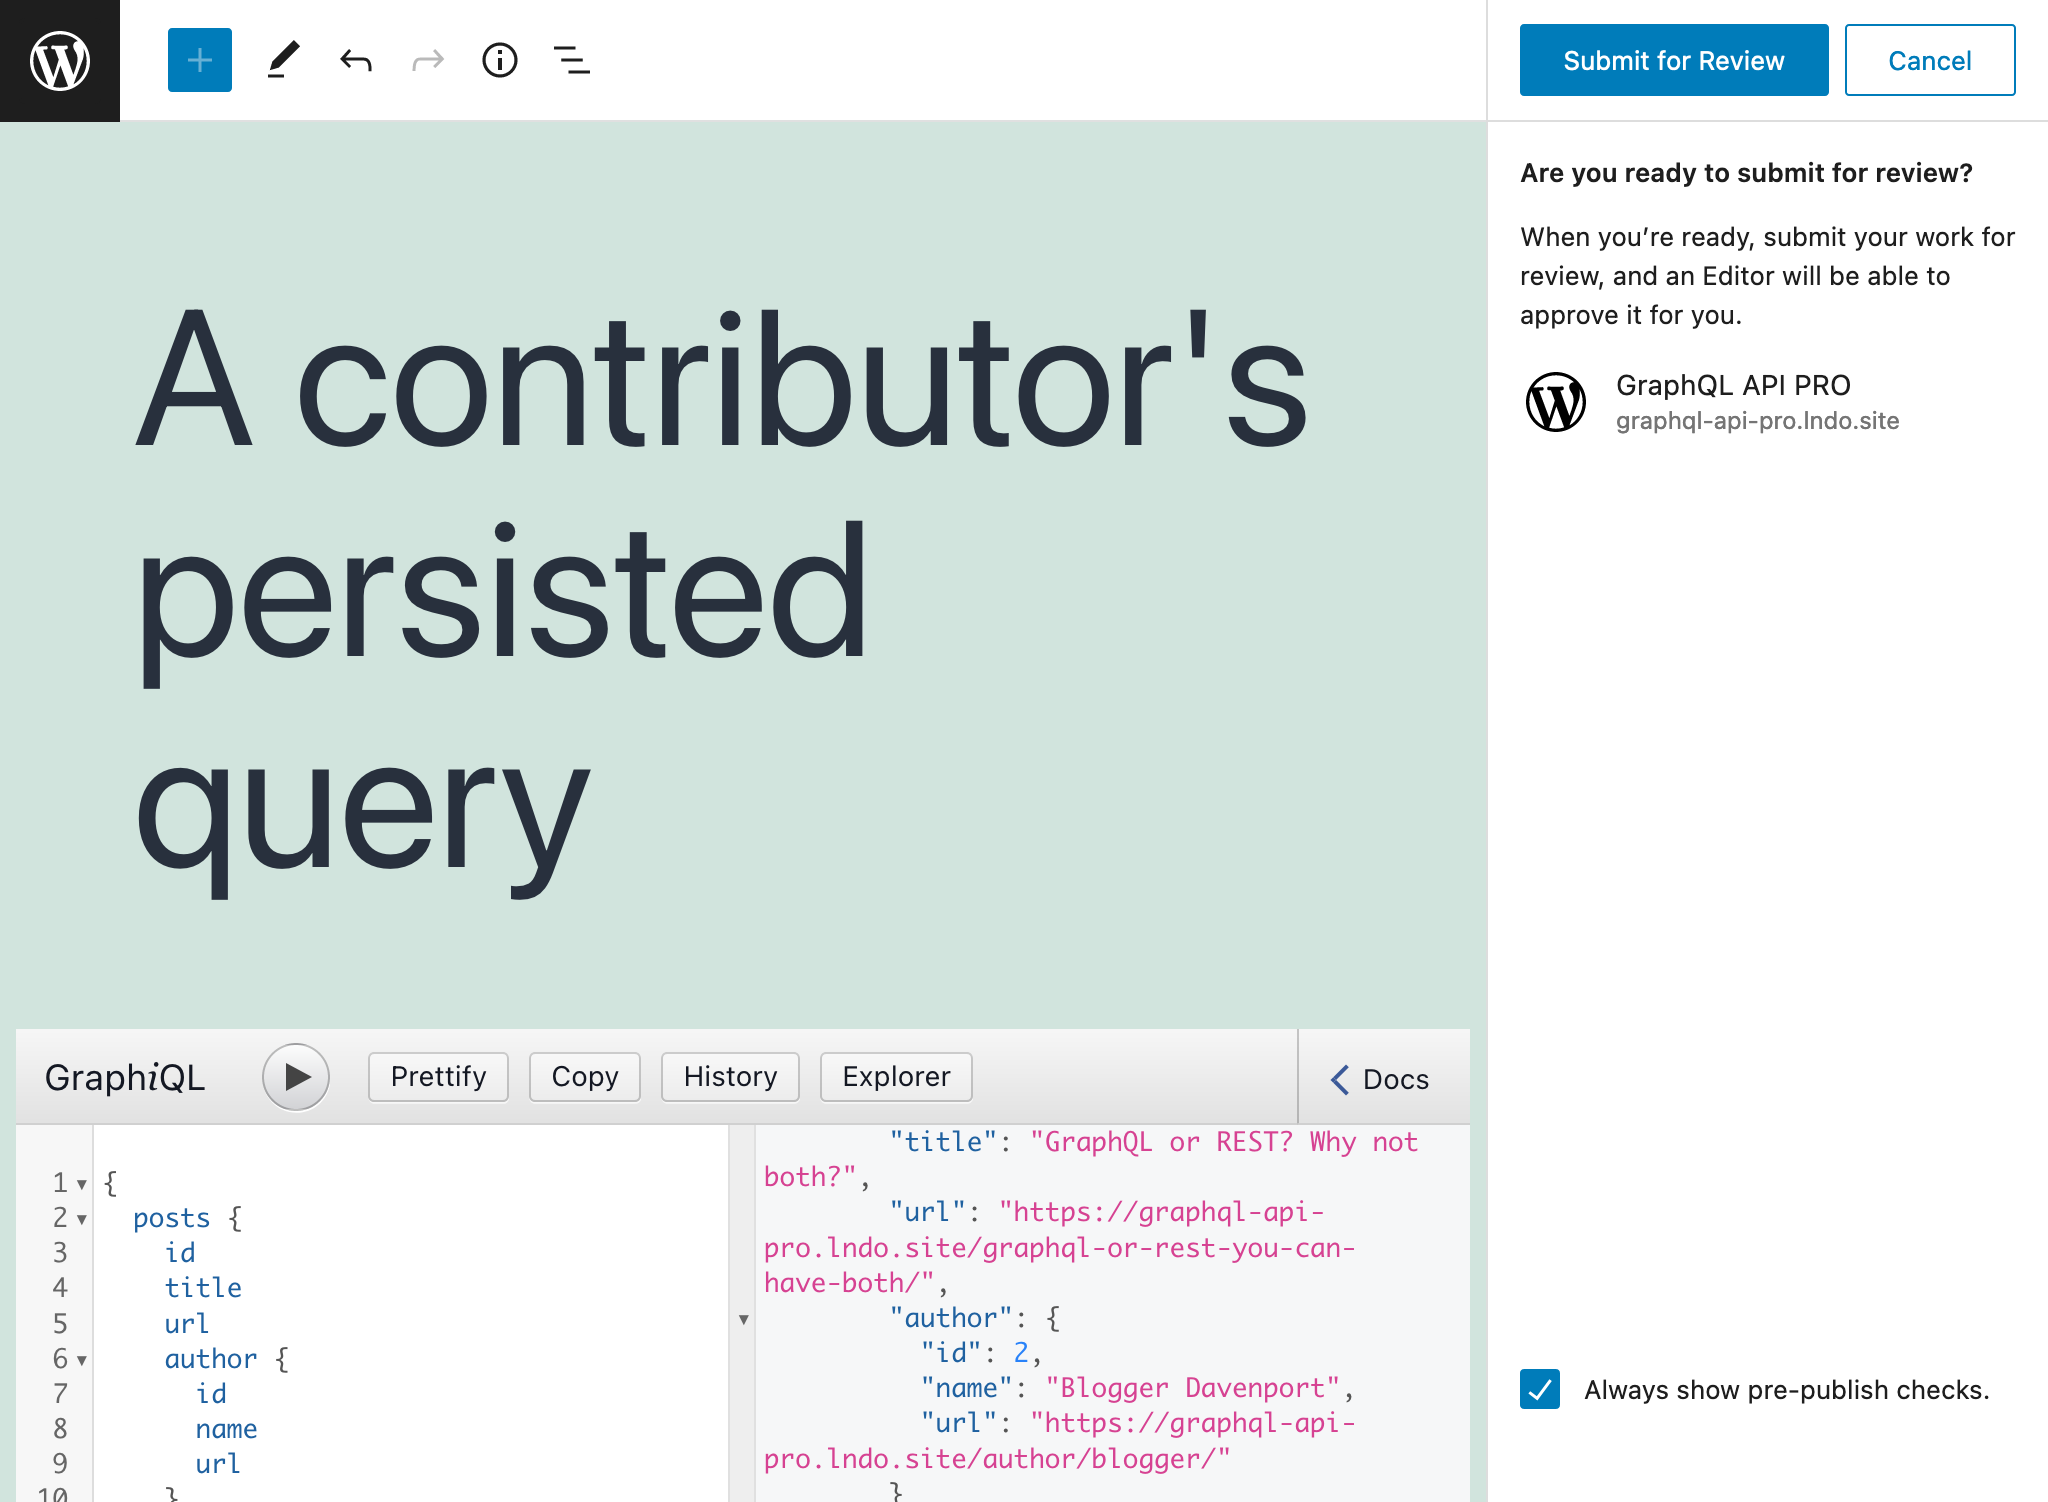 Submit for Review
Cancel
A contributor's
persisted
query
Are you ready to submit for review?
When you’re ready, submit your work for
review, and an Editor will be able to
approve it for you.
GraphQL API PRO
graphql-api-pro.lndo.site
GraphiQL
Prettify
Copy
History
Explorer
Docs
1 {
2 posts {
3 id
4 title
5 url
6 author {
7 id
8 name
9 url
10 }
"title": "GraphQL or REST? Why not
both?",
"url": "https://graphql-api-
pro.lndo.site/graphql-or-rest-you-can-
have-both/",
"author": {
"id": 2,
"name": "Blogger Davenport",
"url": "https://graphql-api-
pro.lndo.site/author/blogger/"
}
Always show pre-publish checks.